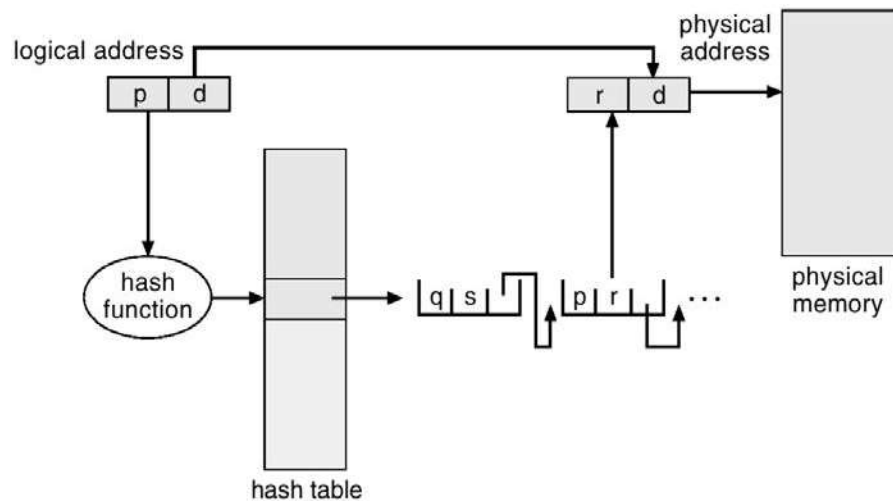 logical address
physical
address
p d
r d
hash
function
q s
p r
...
physical
memory
hash table